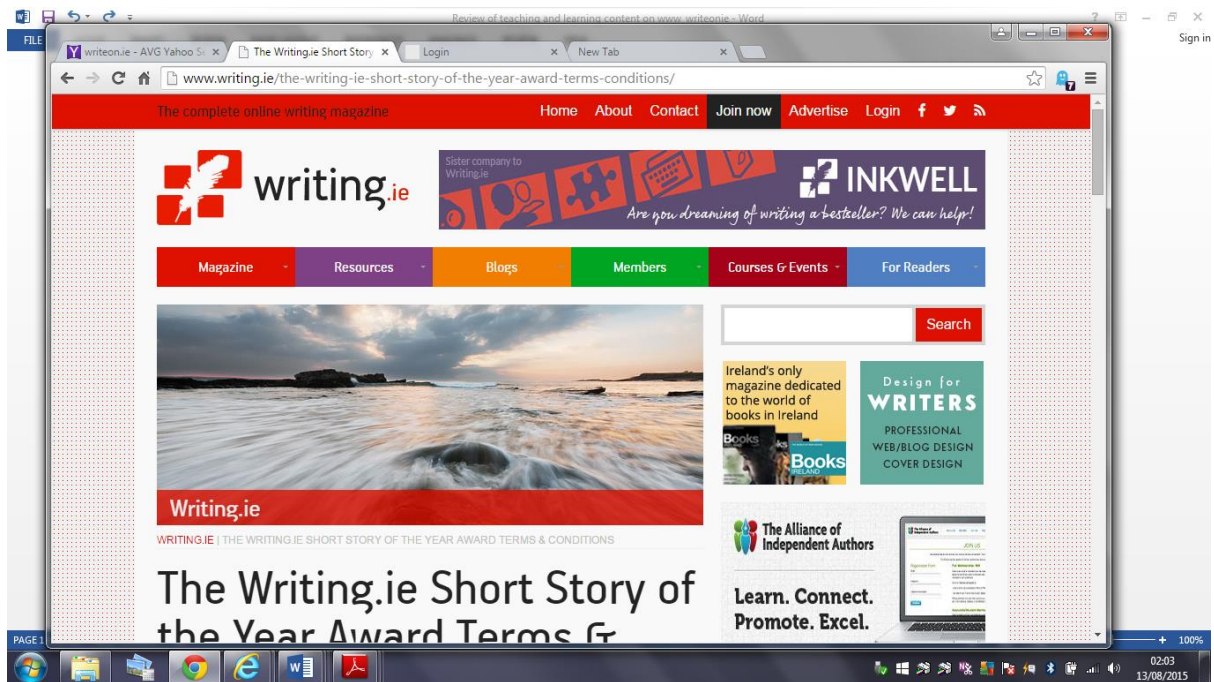 Review of teaching and learning content on www writeonie - Word
FILE
Sign in
writeon.ie - AVG Yahoo S
The Writing.ie Short Story
Login
New Tab
www.writing.ie/the-writing-ie-short-story-of-the-year-award-terms-conditions/
7
The complete online writing magazine
Home About Contact Join now Advertise Login
writing.ie
Sister company to
Writing.ie
INKWELL
Are you dreaming of writing a bestseller? We can help!
Magazine Resources Blogs Members Courses & Events For Readers
Search
Ireland's only
magazine dedicated
to the world of
books in Ireland
Books
Books
IRELAND
Design for
WRITERS
PROFESSIONAL
WEB/BLOG DESIGN
COVER DESIGN
Writing.ie
WRITING.IE | THE WRITING.IE SHORT STORY OF THE YEAR AWARD TERMS & CONDITIONS
The Writing.ie Short Story of
the Year Award Terms &
The Alliance of
Independent Authors
JOIN US
Learn. Connect.
Promote. Excel.
PAGE 1
100%
02:03
13/08/2015